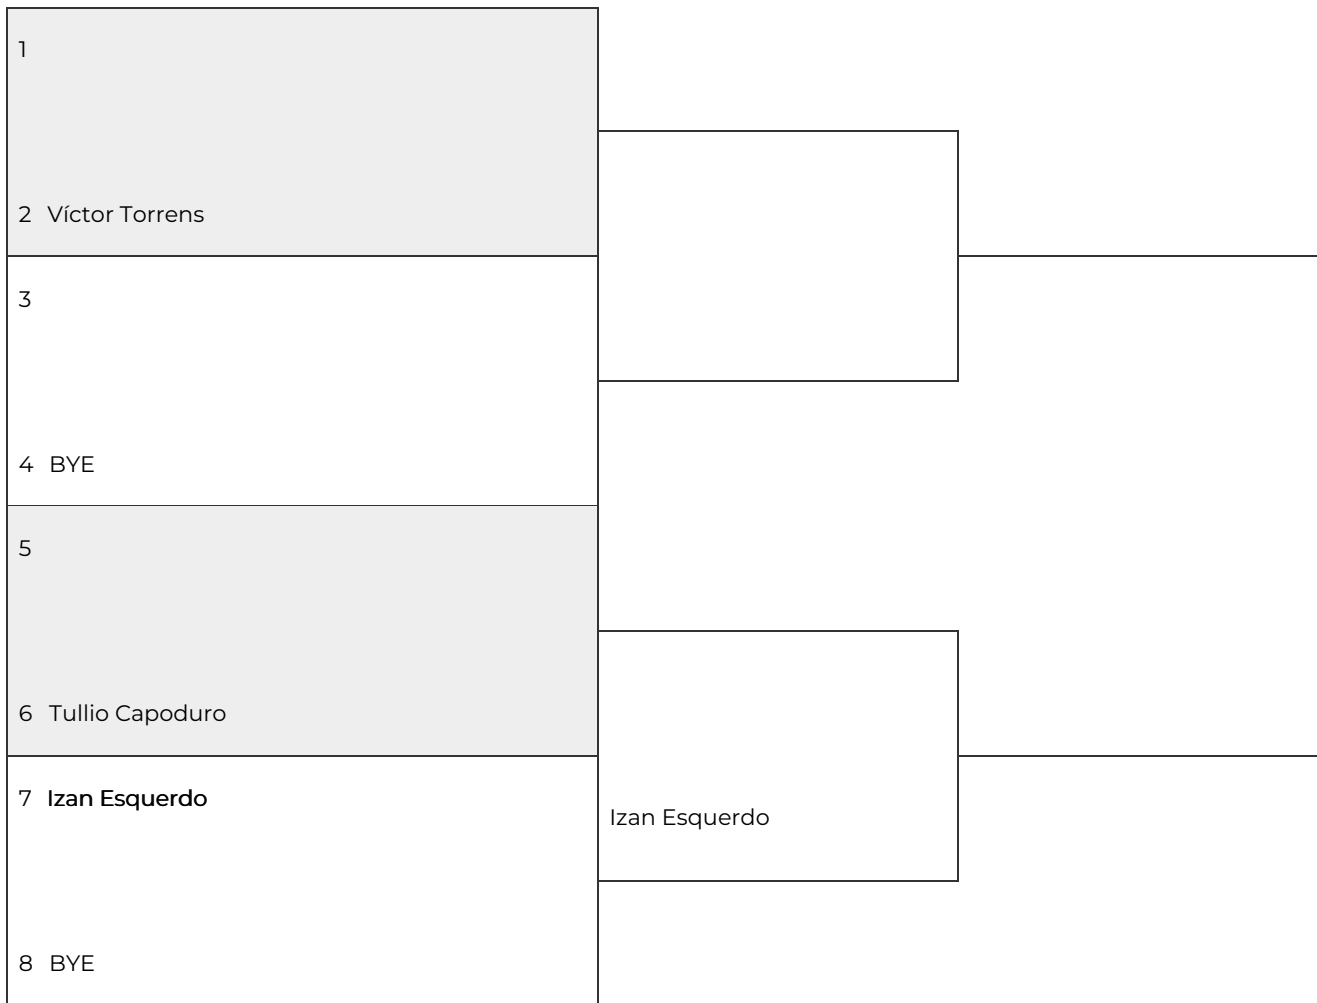 1
2 Víctor Torrens
3
4 BYE
5
6 Tullio Capoduro
7 Izan Esquerdo
Izan Esquerdo
8 BYE